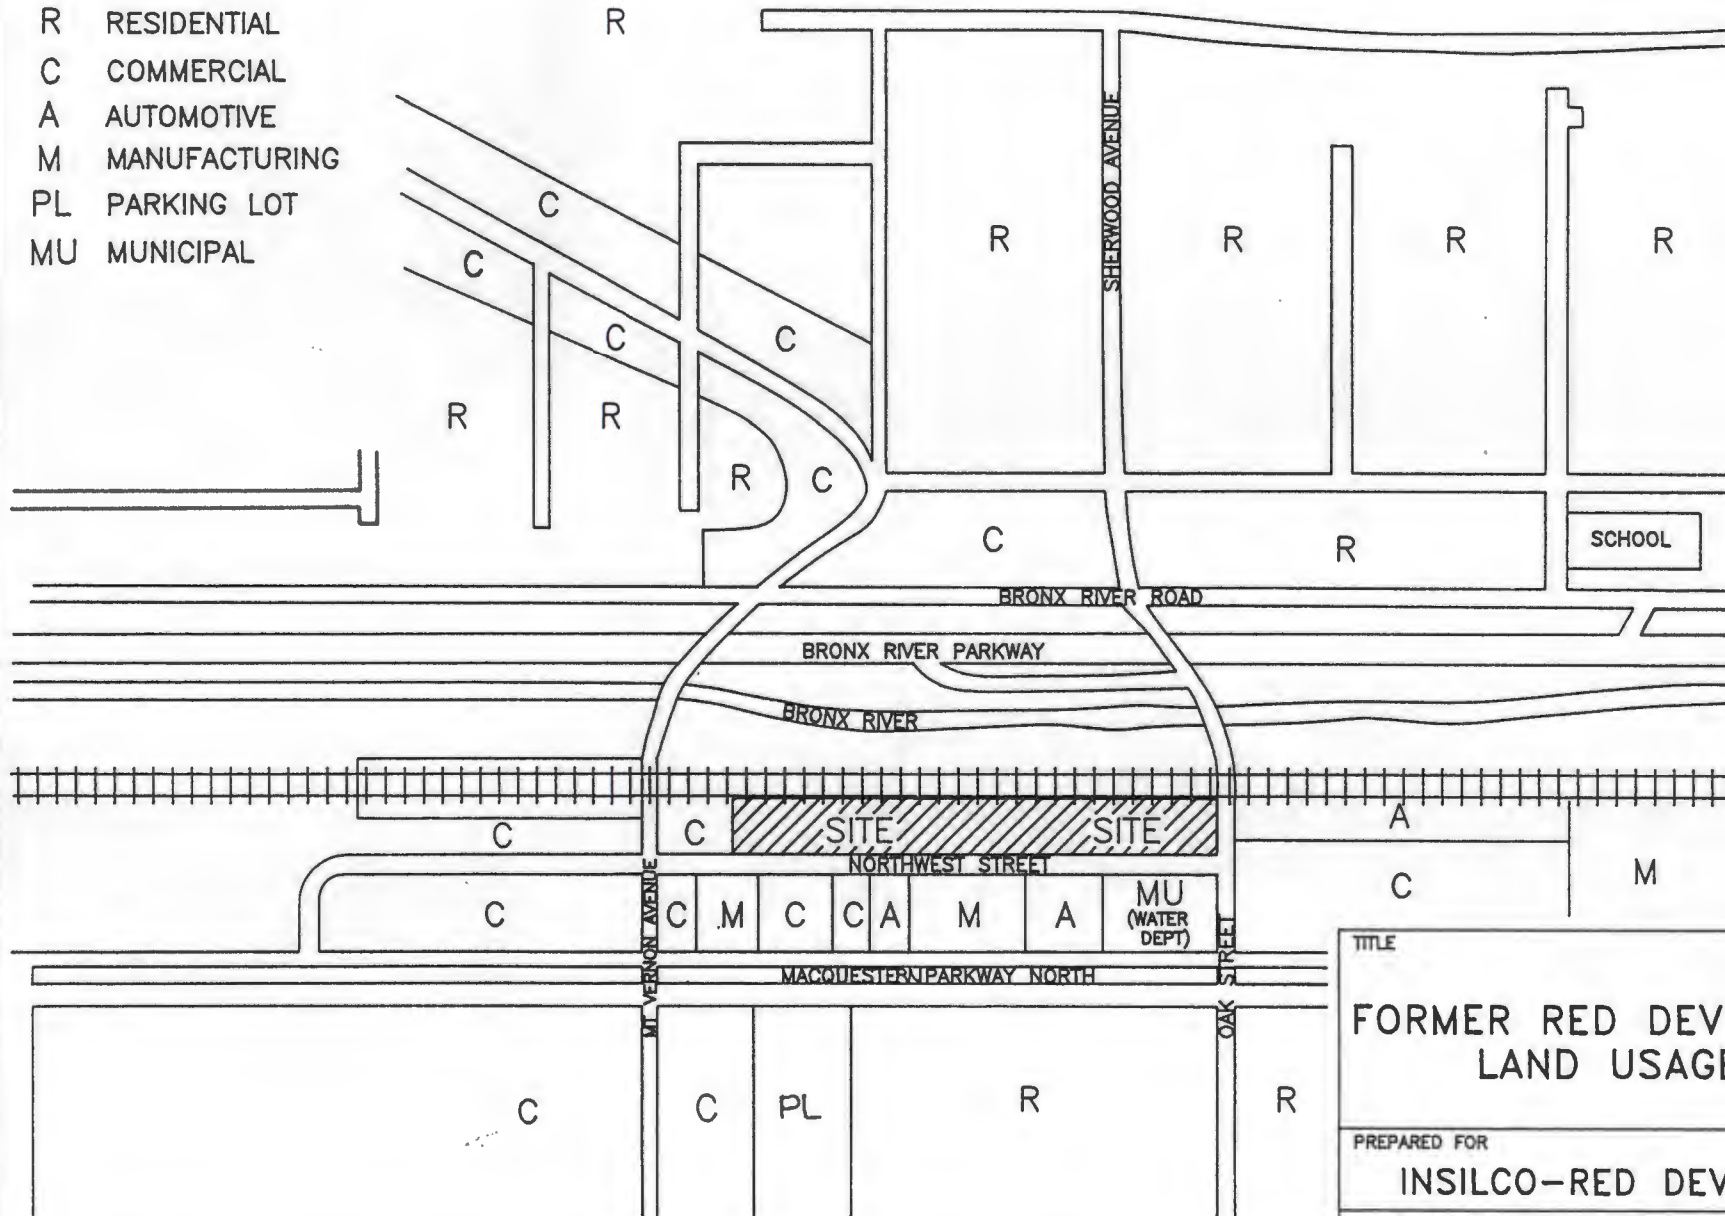 R RESIDENTIAL
C COMMERCIAL
A AUTOMOTIVE
M MANUFACTURING
PL PARKING LOT
MU MUNICIPAL
R
C
C
C
C
R
R
R
C
R
SHERWOOD AVENUE
R
R
R
C
R
SCHOOL
BRONX RIVER ROAD
BRONX RIVER PARKWAY
BRONX RIVER
C
C
SITE
SITE
A
NORTHWEST STREET
C
M
C
MT VERNON AVENUE
C
M
C
C
A
M
A
MU
(WATER
DEPT)
OAK STREET
MACQUESTERN PARKWAY NORTH
C
C
PL
R
R
TITLE
FORMER RED DEV
LAND USAGE
PREPARED FOR
INSILCO-RED DEV